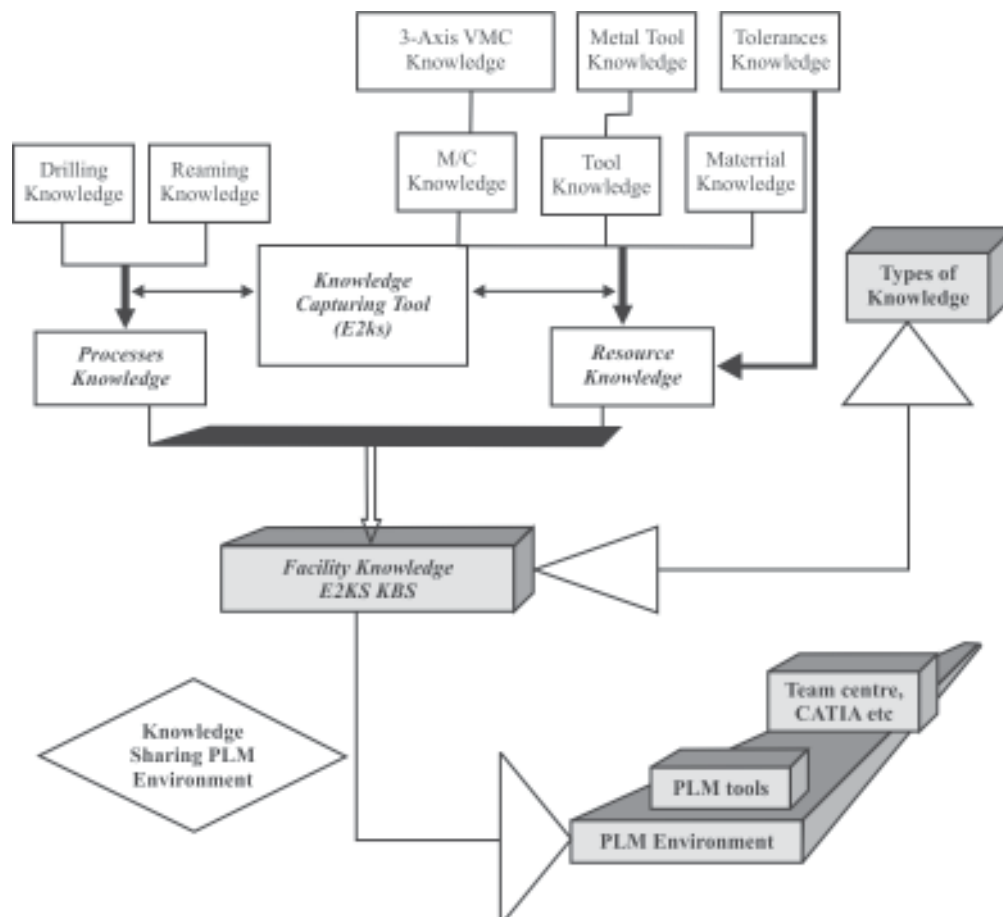 3-Axis VMC
Knowledge
Metal Tool
Knowledge
Tolerances
Knowledge
Drilling
Knowledge
Reaming
Knowledge
M/C
Knowledge
Tool
Knowledge
Materrial
Knowledge
Knowledge
Capturing Tool
(E2ks)
Types of
Knowledge
Processes
Knowledge
Resource
Knowledge
Facility Knowledge
E2KS KBS
Team centre,
CATIA etc
Knowledge
Sharing PLM
Environment
PLM tools
PLM Environment